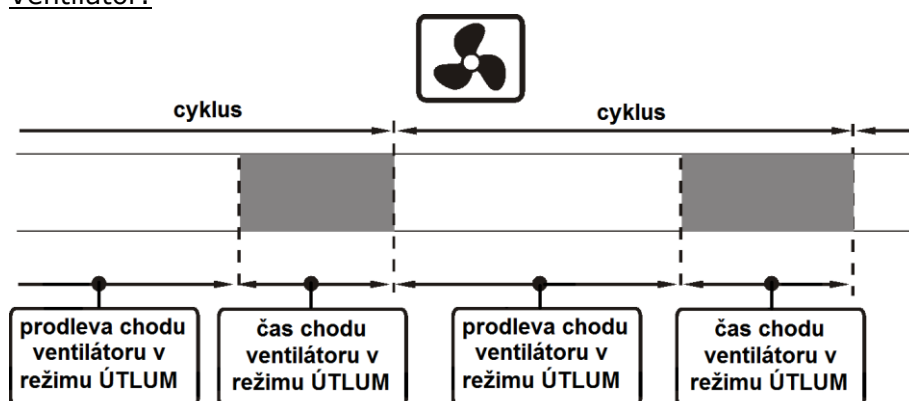 Ventilátor:
cyklus
cyklus
prodleva chodu
ventilátoru v
režimu ÚTLUM
čas chodu
ventilátoru v
režimu ÚTLUM
prodleva chodu
ventilátoru v
režimu ÚTLUM
čas chodu
ventilátoru v
režimu ÚTLUM